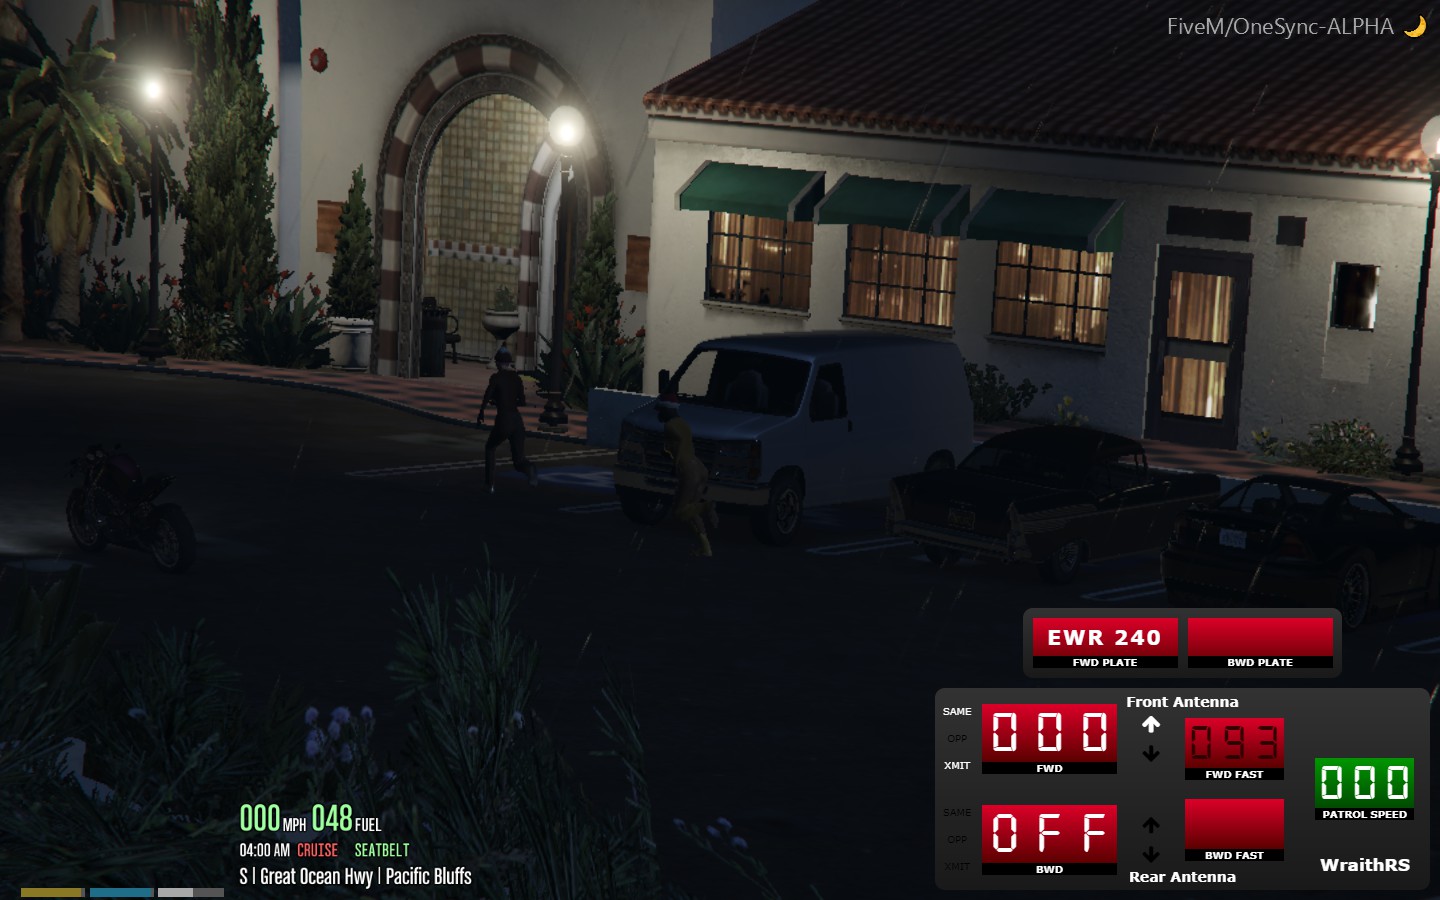 FiveM/OneSync-ALPHA 🌙
EWR 240
FWD PLATE
BWD PLATE
Front Antenna
SAME
OPP
XMIT
000
FWD
093
FWD FAST
000
PATROL SPEED
SAME
OPP
XMIT
OFF
BWD
BWD FAST
Rear Antenna
WraithRS
000 MPH 048 FUEL
04:00 AM CRUISE SEATBELT
S | Great Ocean Hwy | Pacific Bluffs